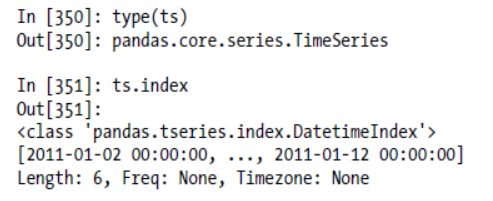 In [350]: type(ts)
Out[350]: pandas.core.series.TimeSeries
In [351]: ts.index
Out[351]:
<class 'pandas.tseries.index.DatetimeIndex'>
[2011-01-02 00:00:00, ..., 2011-01-12 00:00:00]
Length: 6, Freq: None, Timezone: None